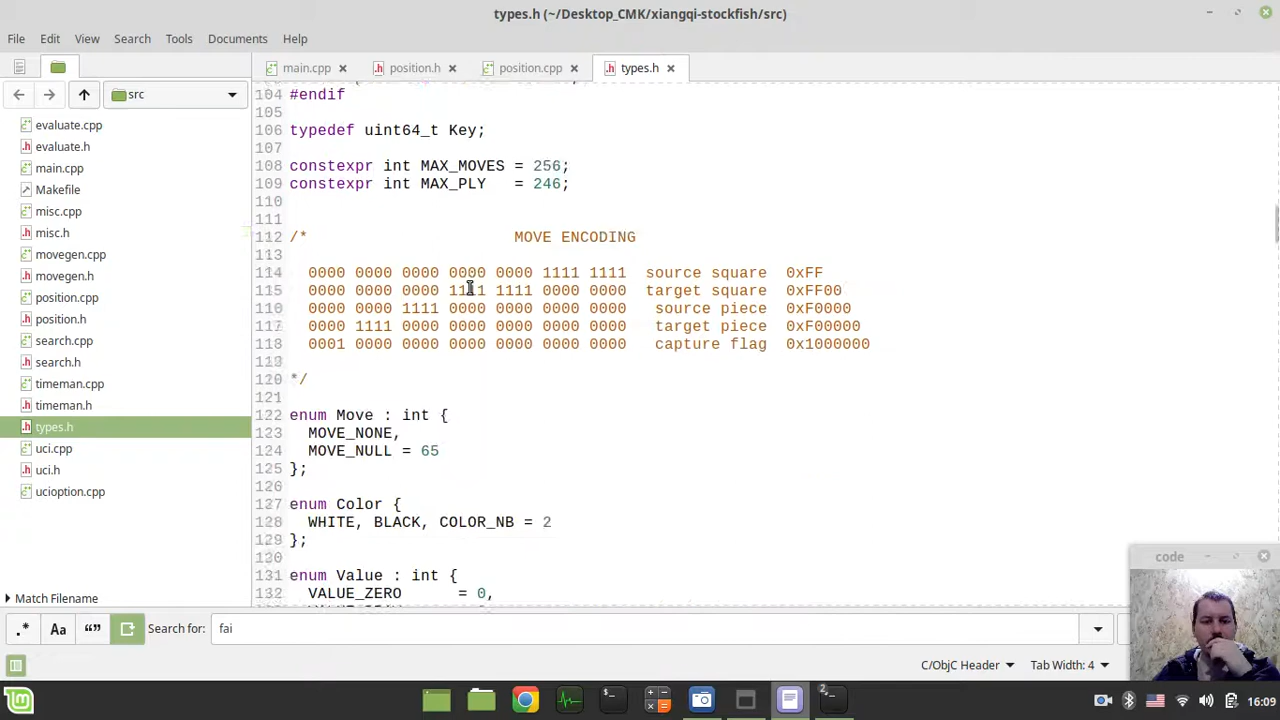 types.h (~/Desktop_CMK/xiangqi-stockfish/src)
File Edit View Search Tools Documents Help
main.cpp position.h position.cpp types.h
src
evaluate.cpp
evaluate.h
main.cpp
Makefile
misc.cpp
misc.h
movegen.cpp
movegen.h
position.cpp
position.h
search.cpp
search.h
timeman.cpp
timeman.h
types.h
uci.cpp
uci.h
ucioption.cpp
Match Filename
104 #endif
105
106 typedef uint64_t Key;
107
108 constexpr int MAX_MOVES = 256;
109 constexpr int MAX_PLY = 246;
110
111
112 /* MOVE ENCODING
113
114 0000 0000 0000 0000 0000 1111 1111 source square 0xFF
115 0000 0000 0000 1111 1111 0000 0000 target square 0xFF00
116 0000 0000 1111 0000 0000 0000 0000 source piece 0xF0000
117 0000 1111 0000 0000 0000 0000 0000 target piece 0xF00000
118 0001 0000 0000 0000 0000 0000 0000 capture flag 0x1000000
119
120 */
121
122 enum Move : int {
123 MOVE_NONE,
124 MOVE_NULL = 65
125 };
126
127 enum Color {
128 WHITE, BLACK, COLOR_NB = 2
129 };
130
131 enum Value : int {
132 VALUE_ZERO = 0,
code
.* Aa “” Search for: fai
C/ObjC Header Tab Width: 4
16:09